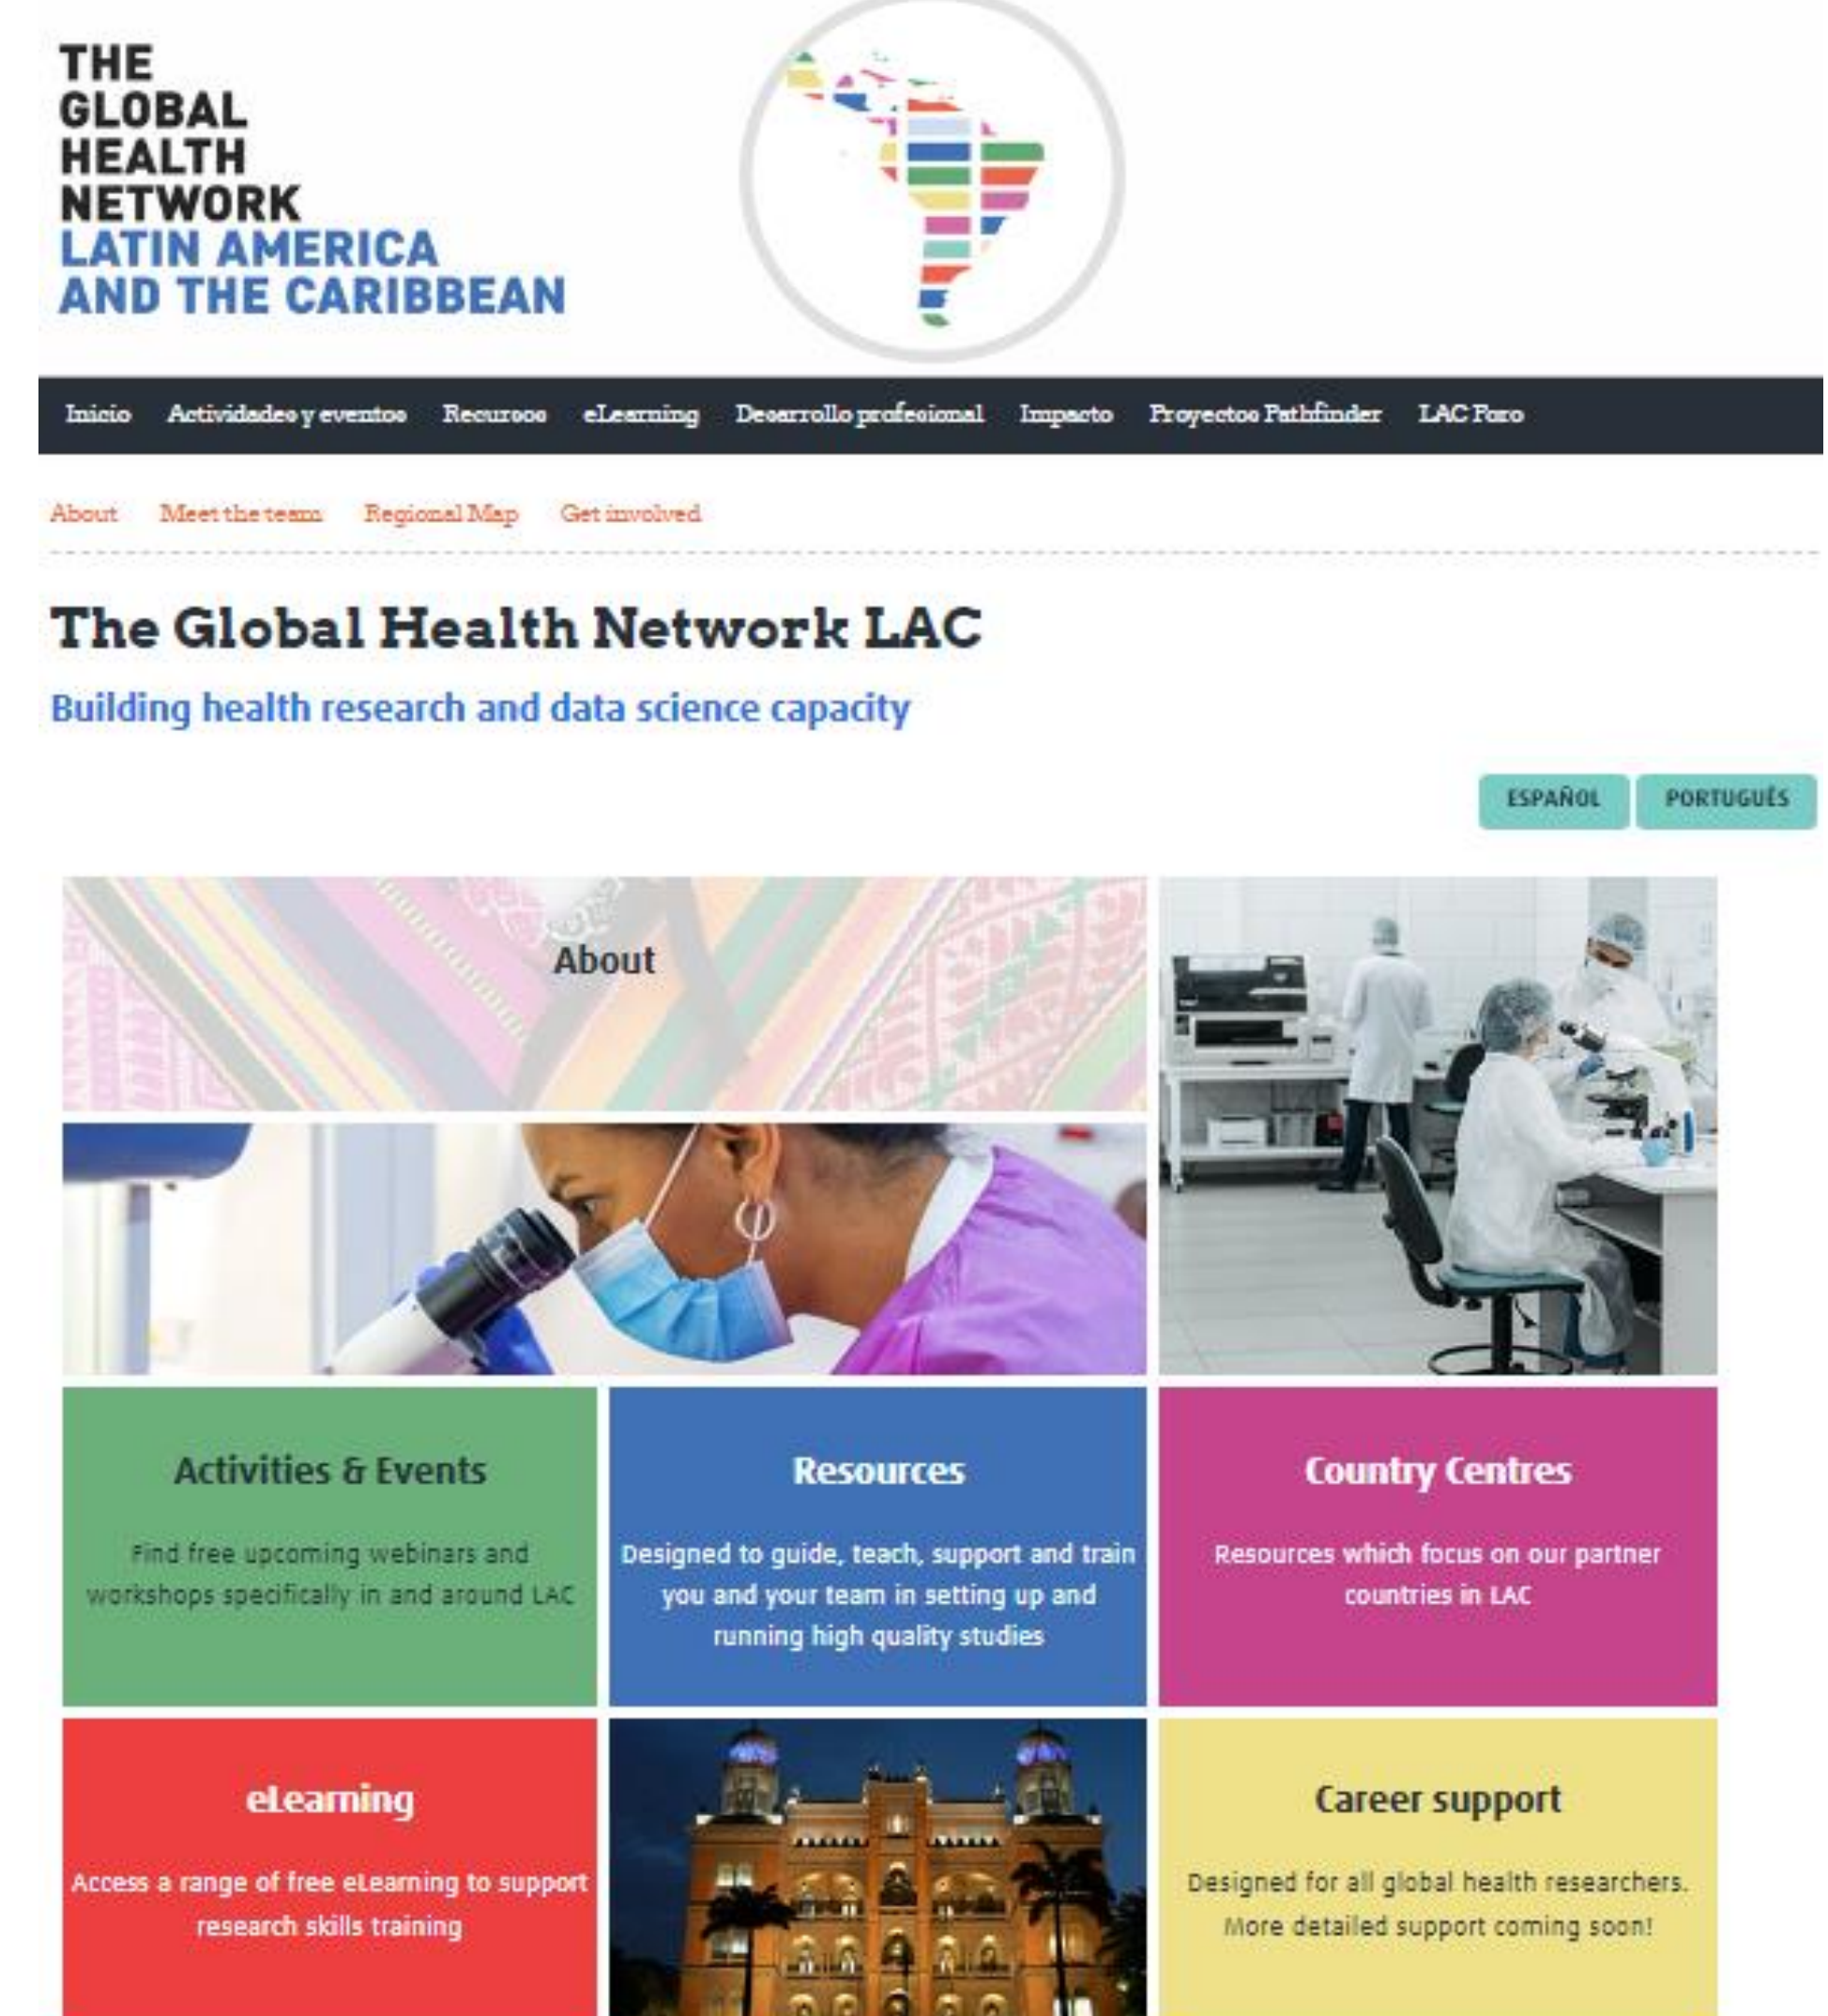 THE
GLOBAL
HEALTH
NETWORK
LATIN AMERICA
AND THE CARIBBEAN
Inicio Actividades y eventos Recursos eLearning Desarrollo profesional Impacto Proyectos Pathfinder LAC Foro
About Meet the team Regional Map Get involved
The Global Health Network LAC
Building health research and data science capacity
ESPAÑOL PORTUGUÊS
About
Activities & Events
Find free upcoming webinars and
workshops specifically in and around LAC
Resources
Designed to guide, teach, support and train
you and your team in setting up and
running high quality studies
Country Centres
Resources which focus on our partner
countries in LAC
eLearning
Access a range of free eLearning to support
research skills training
Career support
Designed for all global health researchers.
More detailed support coming soon!